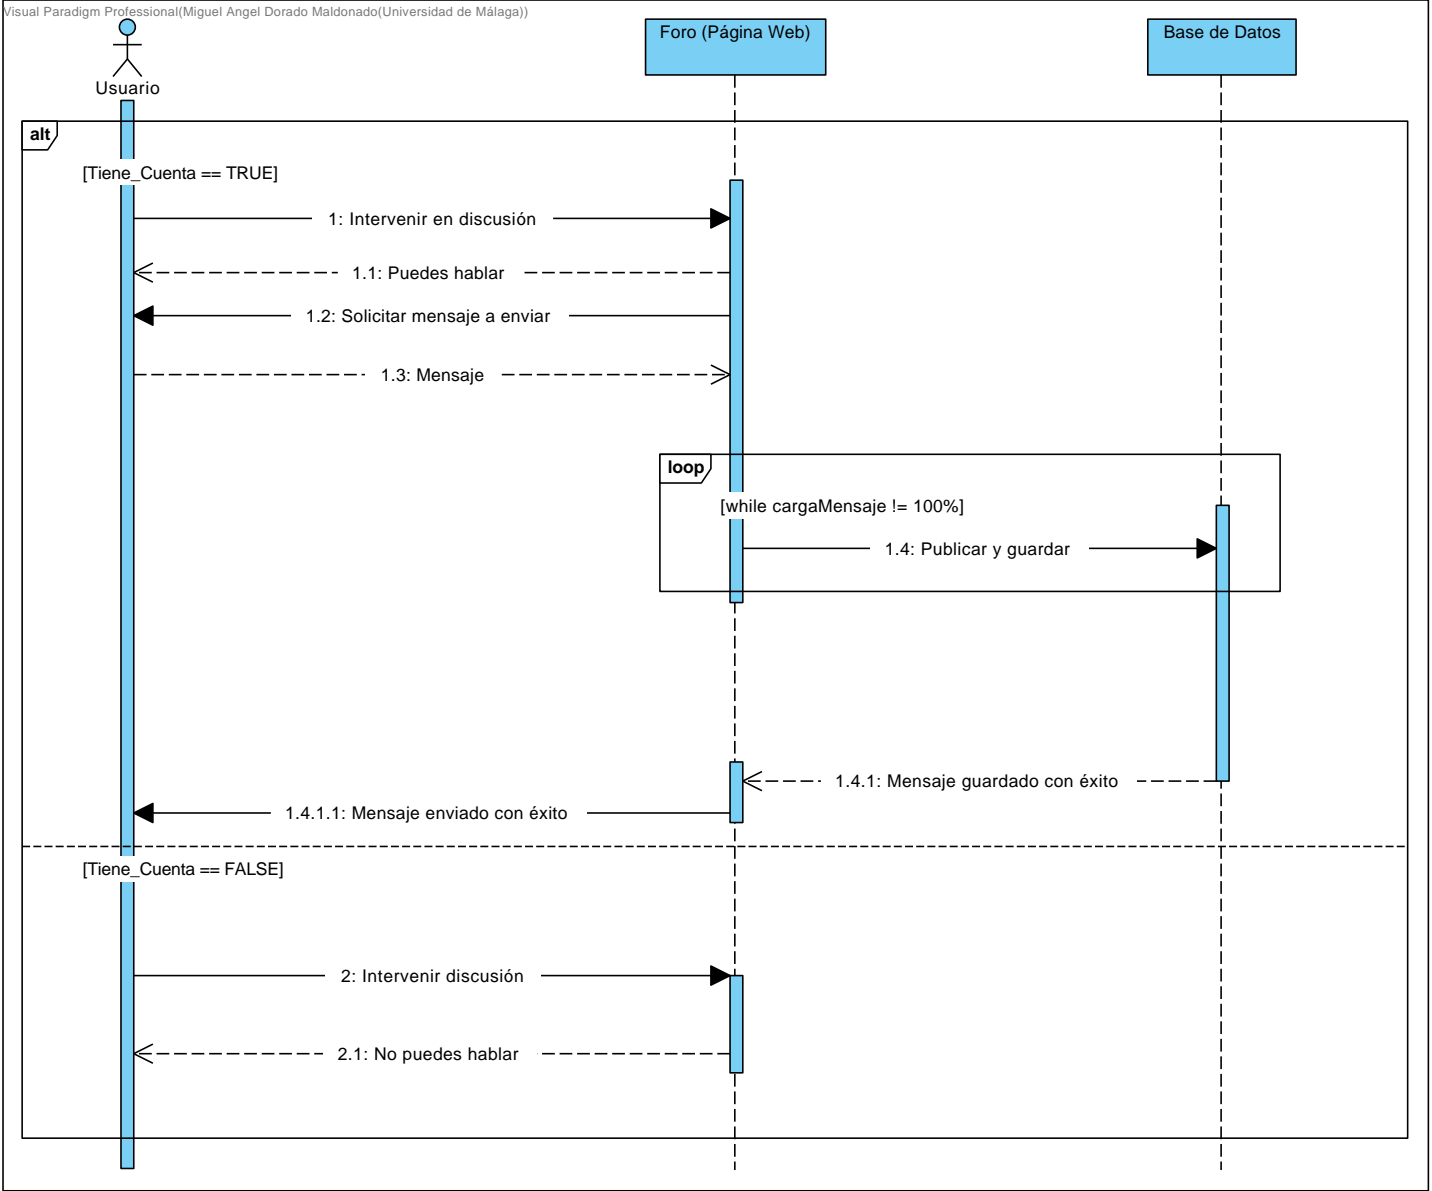 Visual Paradigm Professional(Miguel Angel Dorado Maldonado(Universidad de Málaga))
Usuario
Foro (Página Web)
Base de Datos
alt
[Tiene_Cuenta == TRUE]
1: Intervenir en discusión
1.1: Puedes hablar
1.2: Solicitar mensaje a enviar
1.3: Mensaje
loop
[while cargaMensaje != 100%]
1.4: Publicar y guardar
1.4.1: Mensaje guardado con éxito
1.4.1.1: Mensaje enviado con éxito
[Tiene_Cuenta == FALSE]
2: Intervenir discusión
2.1: No puedes hablar